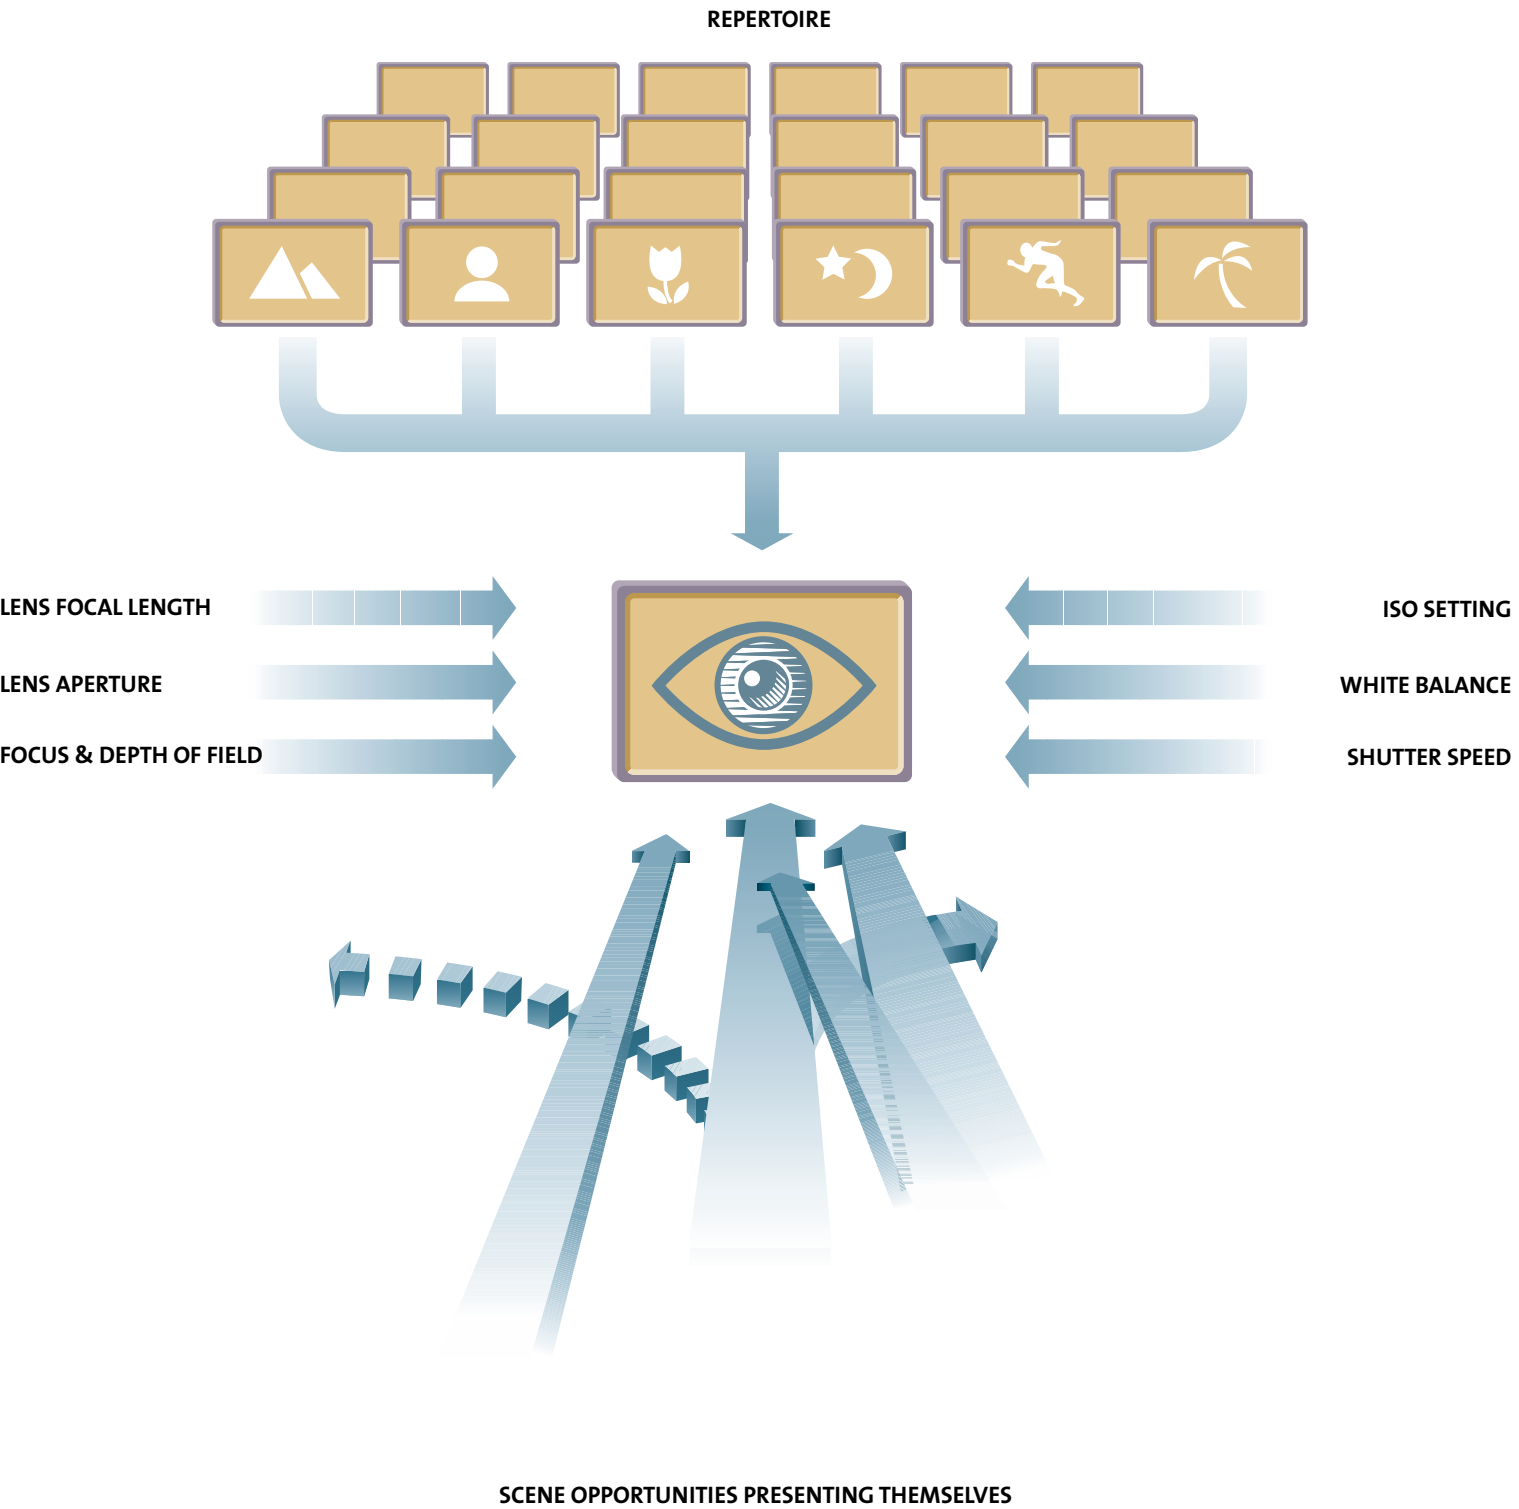 REPERTOIRE
LENS FOCAL LENGTH
ISO SETTING
LENS APERTURE
WHITE BALANCE
FOCUS & DEPTH OF FIELD
SHUTTER SPEED
SCENE OPPORTUNITIES PRESENTING THEMSELVES